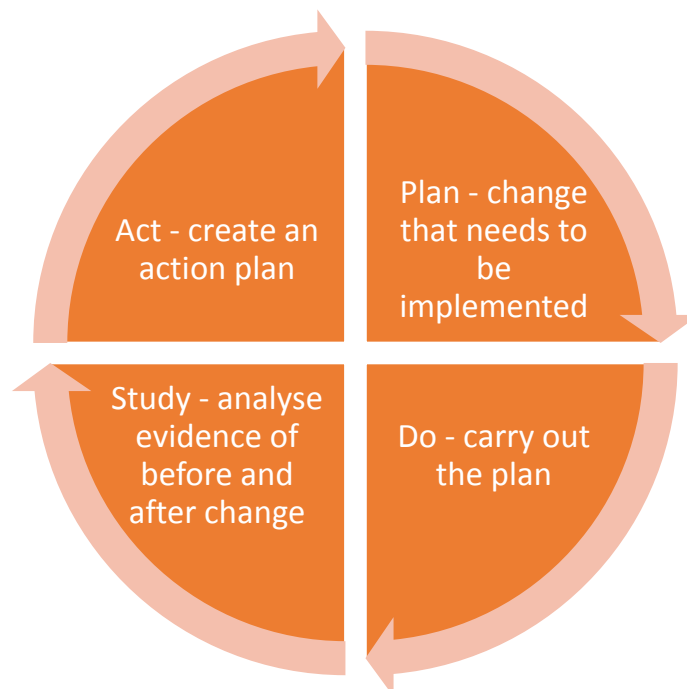 Act - create an
action plan
Plan - change
that needs to
be
implemented
Study - analyse
evidence of
before and
after change
Do - carry out
the plan